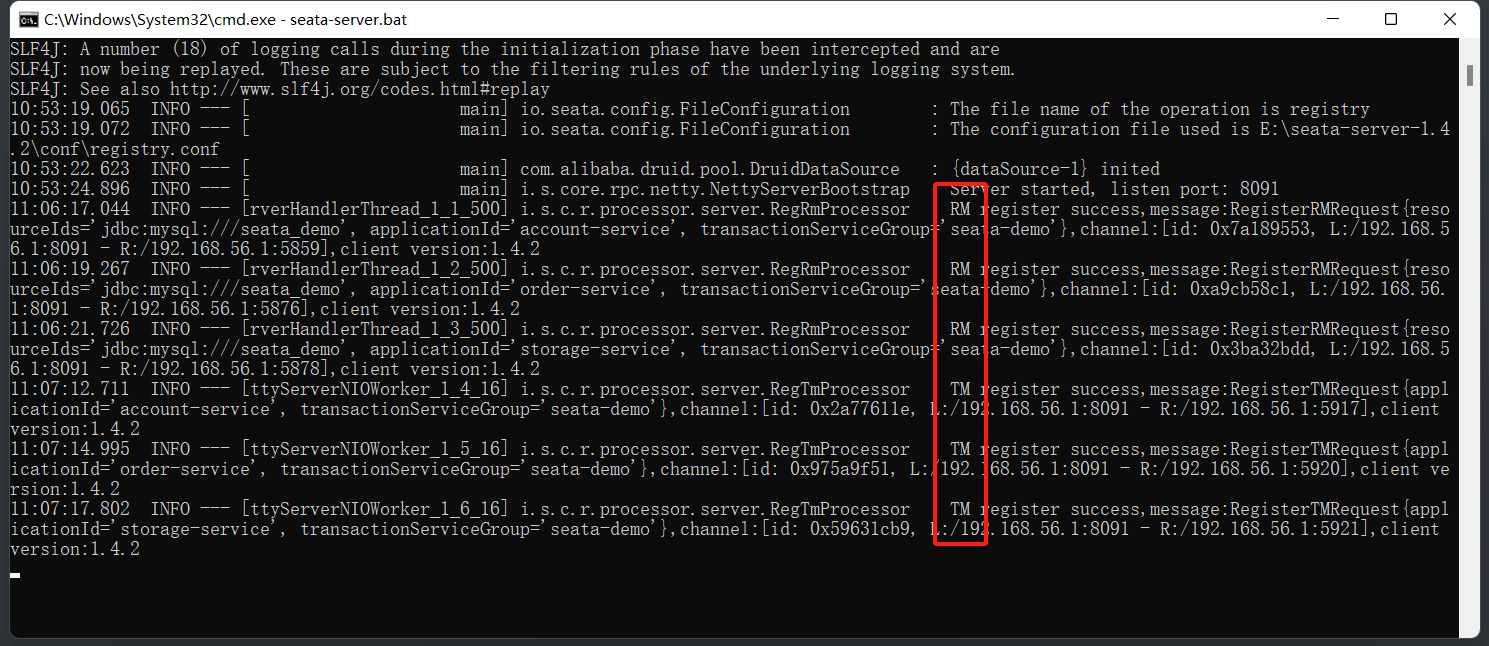 C:\Windows\System32\cmd.exe - seata-server.bat
SLF4J: A number (18) of logging calls during the initialization phase have been intercepted and are
SLF4J: now being replayed. These are subject to the filtering rules of the underlying logging system.
SLF4J: See also http://www.slf4j.org/codes.html#replay
10:53:19.065  INFO --- [                     main] io.seata.config.FileConfiguration        : The file name of the operation is registry
10:53:19.072  INFO --- [                     main] io.seata.config.FileConfiguration        : The configuration file used is E:\seata-server-1.4
.2\conf\registry.conf
10:53:22.623  INFO --- [                     main] com.alibaba.druid.pool.DruidDataSource   : {dataSource-1} inited
10:53:24.896  INFO --- [                     main] i.s.core.rpc.netty.NettyServerBootstrap    Server started, listen port: 8091
11:06:17.044  INFO --- [rverHandlerThread_1_1_500] i.s.c.r.processor.server.RegRmProcessor    RM register success,message:RegisterRMRequest{reso
urceIds='jdbc:mysql:///seata_demo', applicationId='account-service', transactionServiceGroup='seata-demo'},channel:[id: 0x7a189553, L:/192.168.5
6.1:8091 - R:/192.168.56.1:5859],client version:1.4.2
11:06:19.267  INFO --- [rverHandlerThread_1_2_500] i.s.c.r.processor.server.RegRmProcessor    RM register success,message:RegisterRMRequest{reso
urceIds='jdbc:mysql:///seata_demo', applicationId='order-service', transactionServiceGroup='seata-demo'},channel:[id: 0xa9cb58c1, L:/192.168.56.
1:8091 - R:/192.168.56.1:5876],client version:1.4.2
11:06:21.726  INFO --- [rverHandlerThread_1_3_500] i.s.c.r.processor.server.RegRmProcessor    RM register success,message:RegisterRMRequest{reso
urceIds='jdbc:mysql:///seata_demo', applicationId='storage-service', transactionServiceGroup='seata-demo'},channel:[id: 0x3ba32bdd, L:/192.168.5
6.1:8091 - R:/192.168.56.1:5878],client version:1.4.2
11:07:12.711  INFO --- [ttyServerNIOWorker_1_4_16] i.s.c.r.processor.server.RegTmProcessor    TM register success,message:RegisterTMRequest{appl
icationId='account-service', transactionServiceGroup='seata-demo'},channel:[id: 0x2a77611e, L:/192.168.56.1:8091 - R:/192.168.56.1:5917],client
version:1.4.2
11:07:14.995  INFO --- [ttyServerNIOWorker_1_5_16] i.s.c.r.processor.server.RegTmProcessor    TM register success,message:RegisterTMRequest{appl
icationId='order-service', transactionServiceGroup='seata-demo'},channel:[id: 0x975a9f51, L:/192.168.56.1:8091 - R:/192.168.56.1:5920],client ve
rsion:1.4.2
11:07:17.802  INFO --- [ttyServerNIOWorker_1_6_16] i.s.c.r.processor.server.RegTmProcessor    TM register success,message:RegisterTMRequest{appl
icationId='storage-service', transactionServiceGroup='seata-demo'},channel:[id: 0x59631cb9, L:/192.168.56.1:8091 - R:/192.168.56.1:5921],client
version:1.4.2